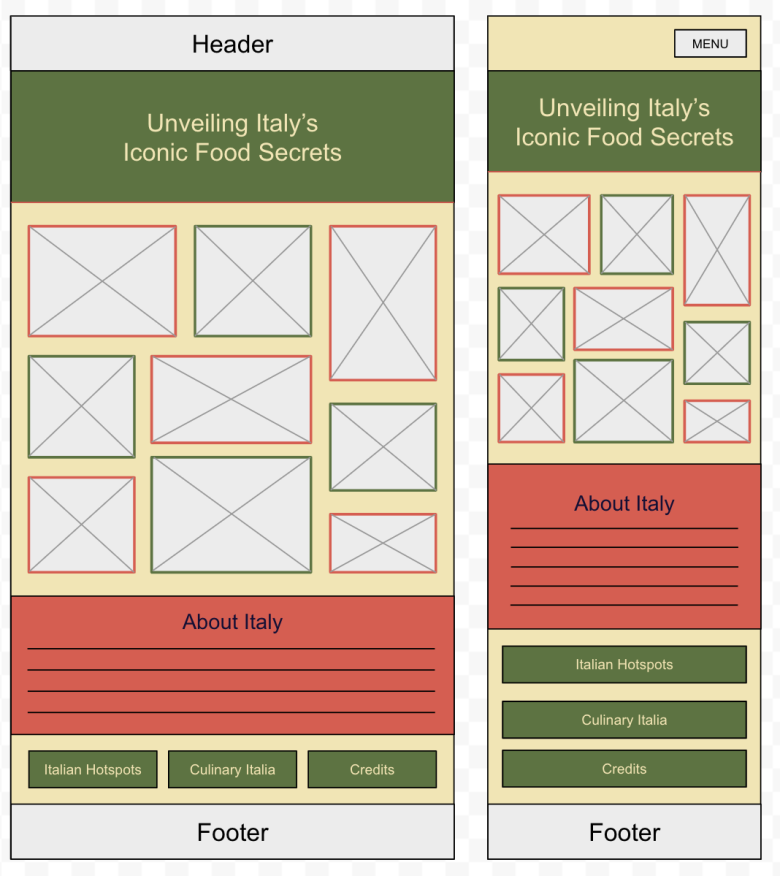 Header
Unveiling Italy’s
Iconic Food Secrets
About Italy
Italian Hotspots
Culinary Italia
Credits
Footer
MENU
Unveiling Italy’s
Iconic Food Secrets
About Italy
Italian Hotspots
Culinary Italia
Credits
Footer